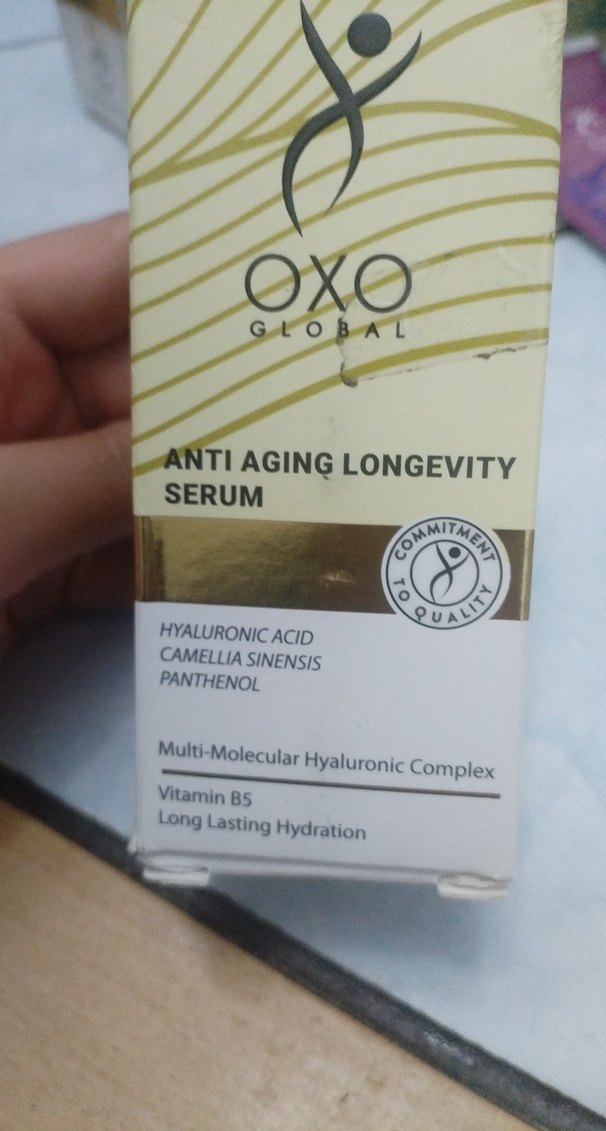 OXO
GLOBAL
ANTI AGING LONGEVITY
SERUM
COMMITMENT
TO QUALITY
HYALURONIC ACID
CAMELLIA SINENSIS
PANTHENOL
Multi-Molecular Hyaluronic Complex
Vitamin B5
Long Lasting Hydration